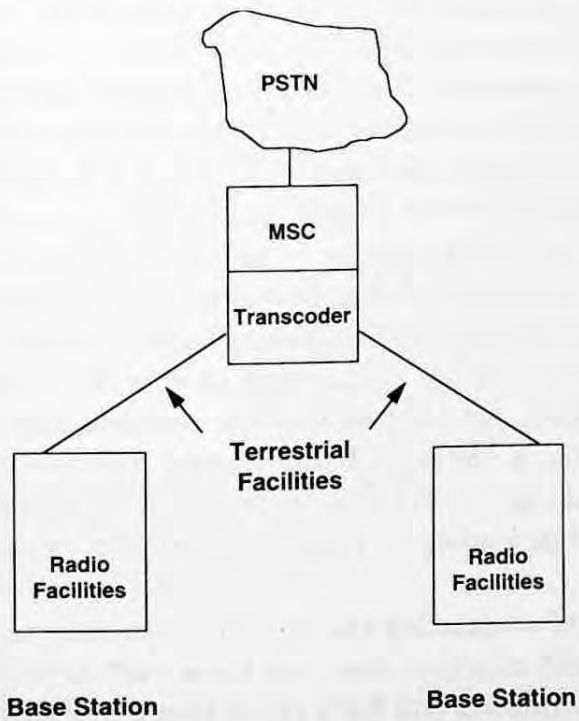 PSTN
MSC
Transcoder
Terrestrial
Facilities
Radio
Facilities
Radio
Facilities
Base Station
Base Station